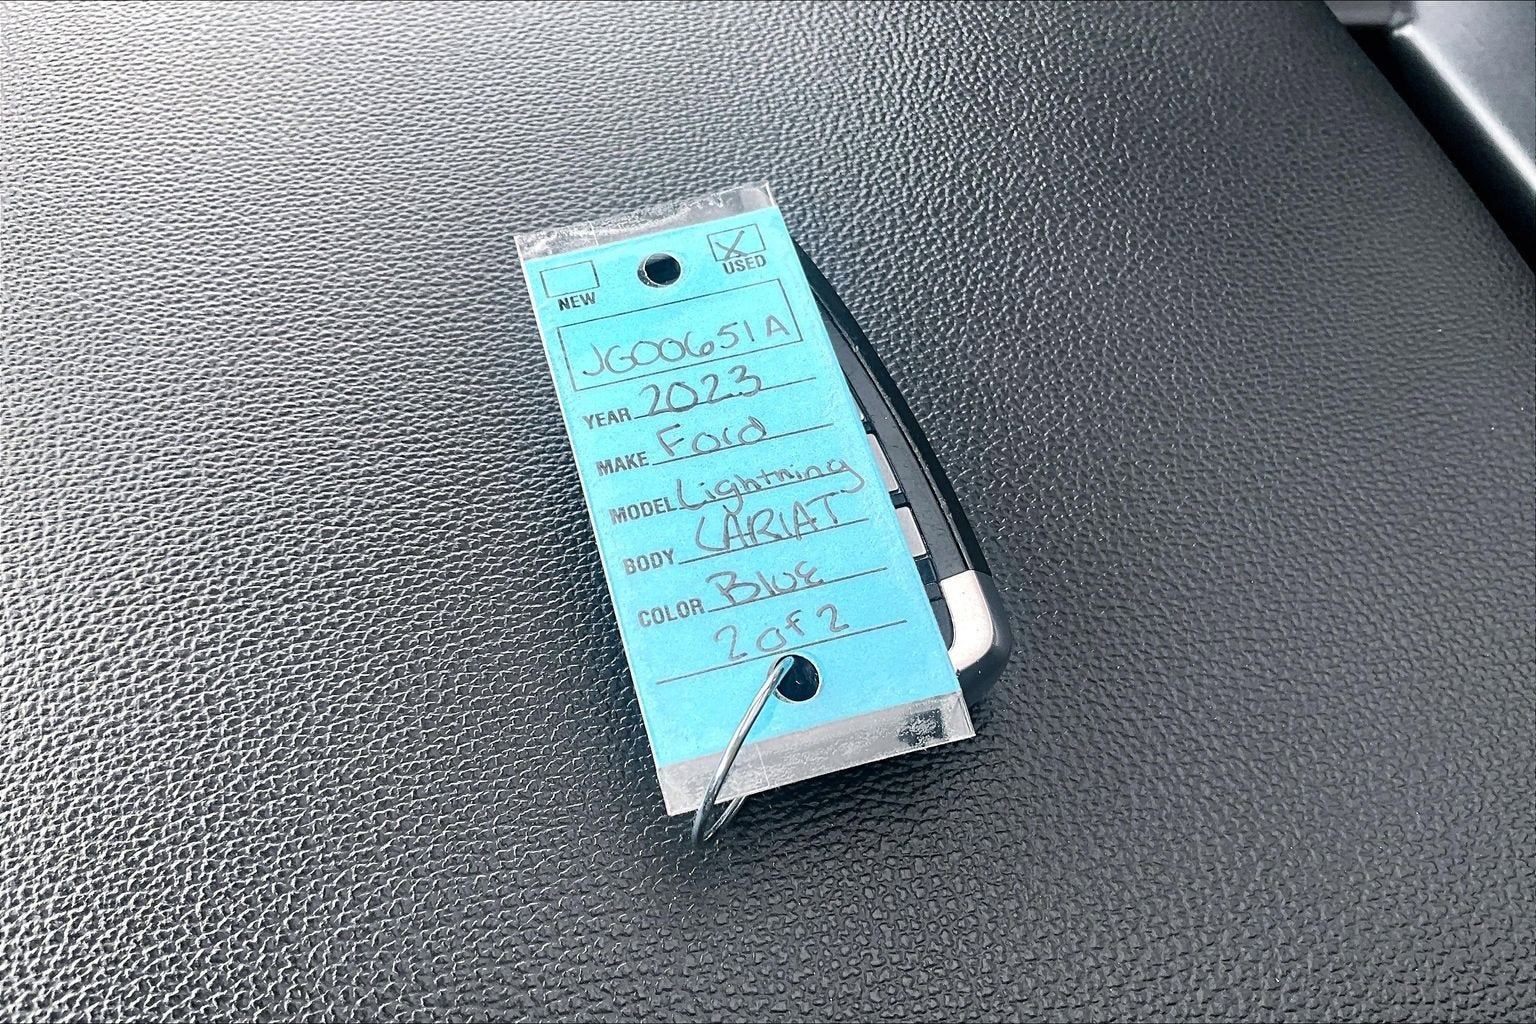 NEW USED
JG00651A
YEAR 2023
MAKE Ford
MODEL Lightning
BODY LARIAT
COLOR Blue
2 of 2